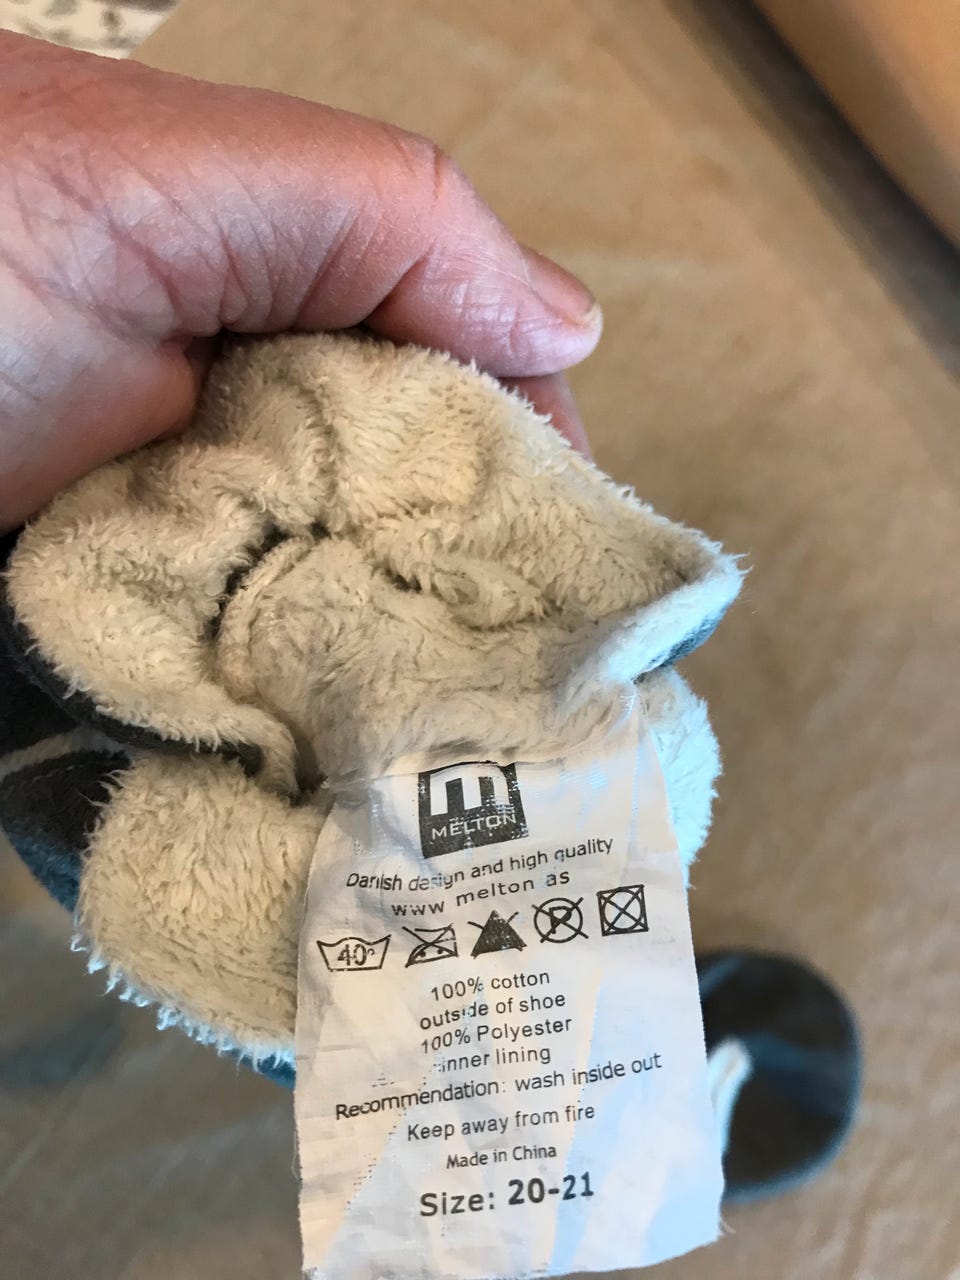 MELTON
Danish design and high quality
www melton as
40°
P
100% cotton
outside of shoe
100% Polyester
inner lining
Recommendation: wash inside out
Keep away from fire
Made in China
Size: 20-21